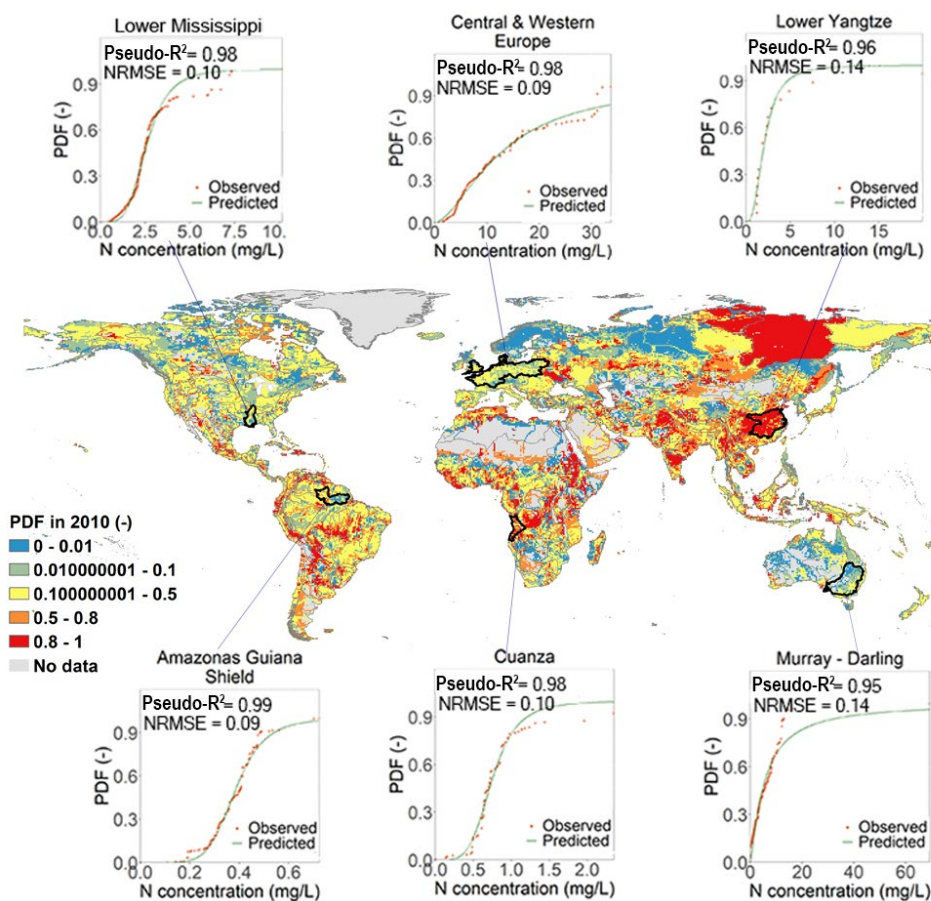 Lower Mississippi
Pseudo-R²= 0.98
NRMSE = 0.10
PDF (-)
0.9
0.6
0.3
0.0
Observed
Predicted
0.0 2.5 5.0 7.5 10.
N concentration (mg/L)
Central & Western
Europe
Pseudo-R²= 0.98
NRMSE = 0.09
PDF (-)
0.9
0.6
0.3
0.0
Observed
Predicted
0 10 20 30
N concentration (mg/L)
Lower Yangtze
Pseudo-R²= 0.96
NRMSE = 0.14
PDF (-)
0.9
0.6
0.3
0.0
Observed
Predicted
0 5 10 15
N concentration (mg/L)
PDF in 2010 (-)
0 - 0.01
0.010000001 - 0.1
0.100000001 - 0.5
0.5 - 0.8
0.8 - 1
No data
Amazonas Guiana
Shield
Pseudo-R²= 0.99
NRMSE = 0.09
PDF (-)
0.9
0.6
0.3
0.0
Observed
Predicted
0.0 0.2 0.4 0.6
N concentration (mg/L)
Cuanza
Pseudo-R²= 0.98
NRMSE = 0.10
PDF (-)
0.9
0.6
0.3
0.0
Observed
Predicted
0.0 0.5 1.0 1.5 2.0
N concentration (mg/L)
Murray - Darling
Pseudo-R²= 0.95
NRMSE = 0.14
PDF (-)
0.9
0.6
0.3
0.0
Observed
Predicted
0 20 40 60
N concentration (mg/L)